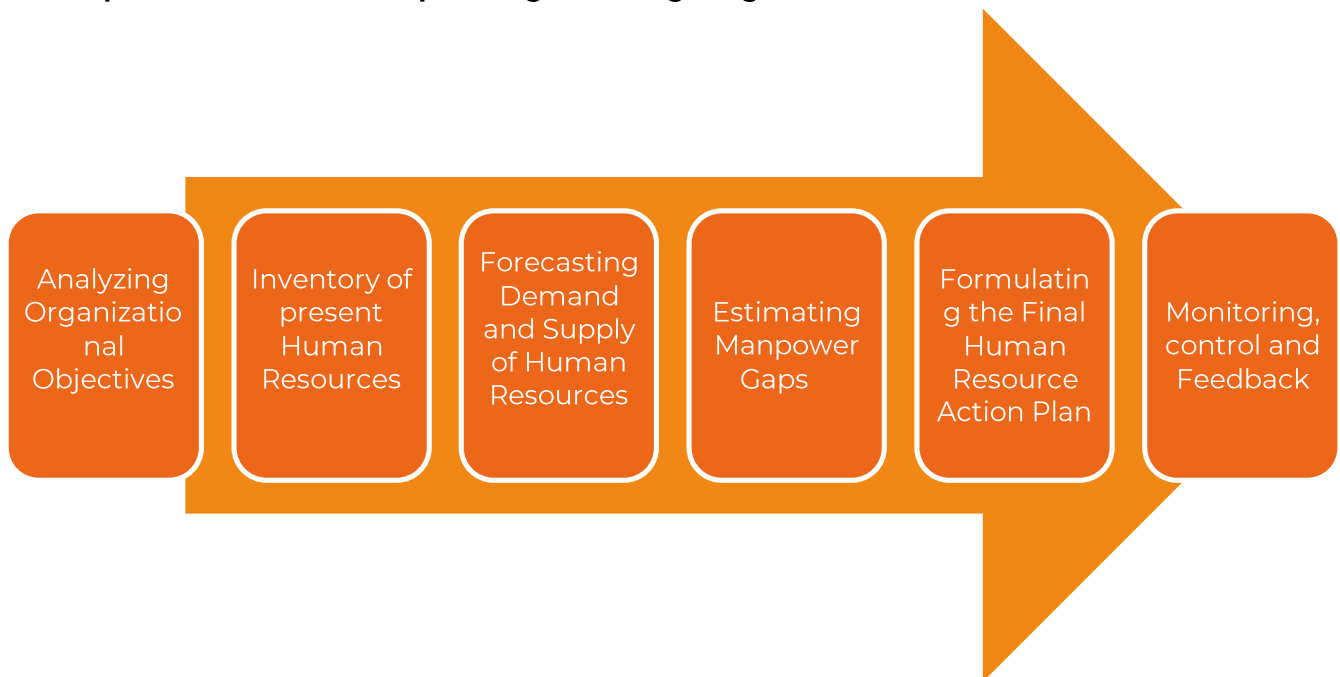 Analyzing
Organizatio
nal
Objectives
Inventory of
present
Human
Resources
Forecasting
Demand
and Supply
of Human
Resources
Estimating
Manpower
Gaps
Formulatin
g the Final
Human
Resource
Action Plan
Monitoring,
control and
Feedback